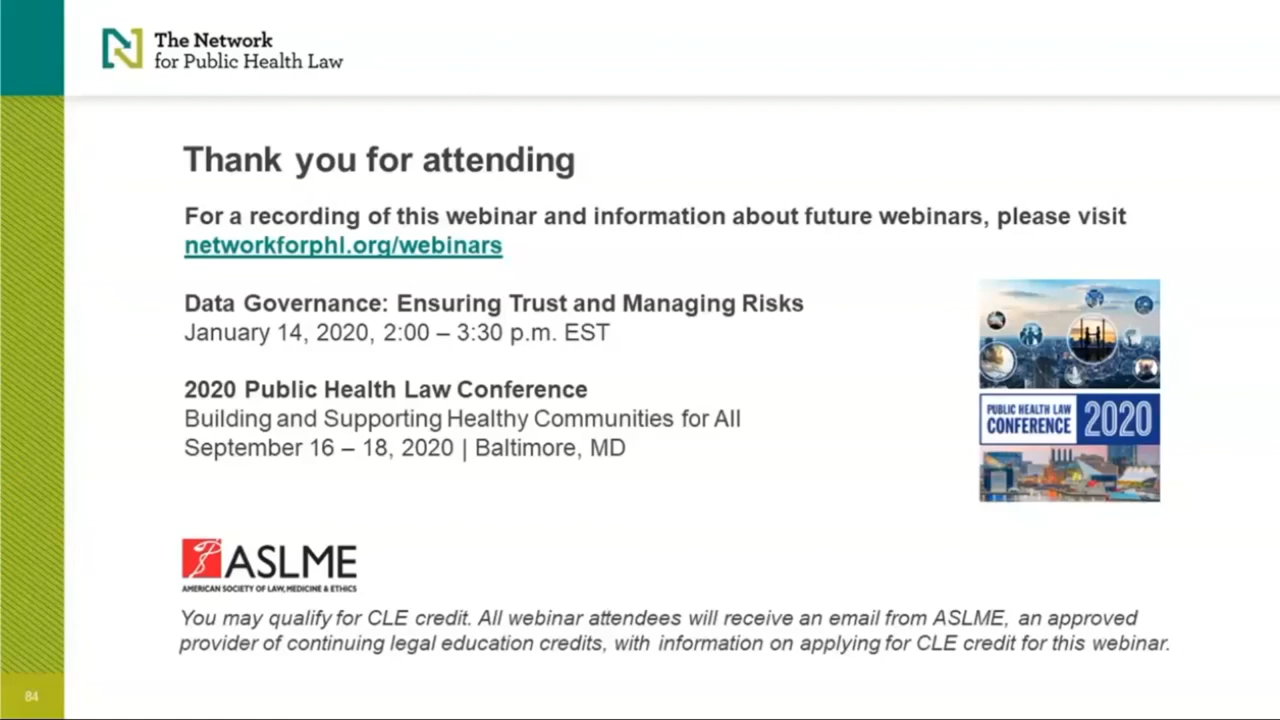 The Network
for Public Health Law
Thank you for attending
For a recording of this webinar and information about future webinars, please visit
networkforphl.org/webinars
Data Governance: Ensuring Trust and Managing Risks
January 14, 2020, 2:00 – 3:30 p.m. EST
2020 Public Health Law Conference
Building and Supporting Healthy Communities for All
September 16 – 18, 2020 | Baltimore, MD
PUBLIC HEALTH LAW
CONFERENCE 2020
ASLME
AMERICAN SOCIETY OF LAW, MEDICINE & ETHICS
You may qualify for CLE credit. All webinar attendees will receive an email from ASLME, an approved
provider of continuing legal education credits, with information on applying for CLE credit for this webinar.
84